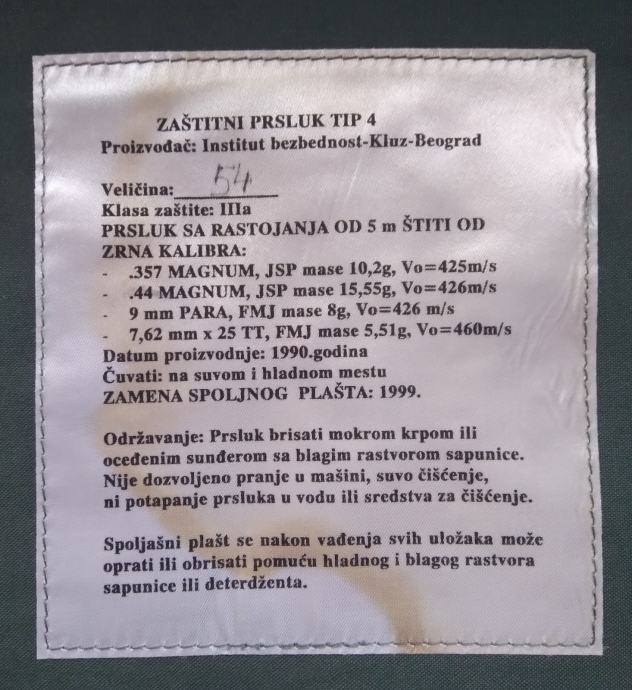 ZAŠTITNI PRSLUK TIP 4
Proizvođač: Institut bezbednost-Kluz-Beograd
Veličina: 54
Klasa zaštite: IIIa
PRSLUK SA RASTOJANJA OD 5 m ŠTITI OD
ZRNA KALIBRA:
- .357 MAGNUM, JSP mase 10,2g, Vo=425m/s
- .44 MAGNUM, JSP mase 15,55g, Vo=426m/s
- 9 mm PARA, FMJ mase 8g, Vo=426 m/s
- 7,62 mm x 25 TT, FMJ mase 5,51g, Vo=460m/s
Datum proizvodnje: 1990.godina
Čuvati: na suvom i hladnom mestu
ZAMENA SPOLJNOG PLAŠTA: 1999.
Održavanje: Prsluk brisati mokrom krpom ili
oceđenim sunđerom sa blagim rastvorom sapunice.
Nije dozvoljeno pranje u mašini, suvo čišćenje,
ni potapanje prsluka u vodu ili sredstva za čišćenje.
Spoljašni plašt se nakon vađenja svih uložaka može
oprati ili obrisati pomuću hladnog i blagog rastvora
sapunice ili deterdženta.